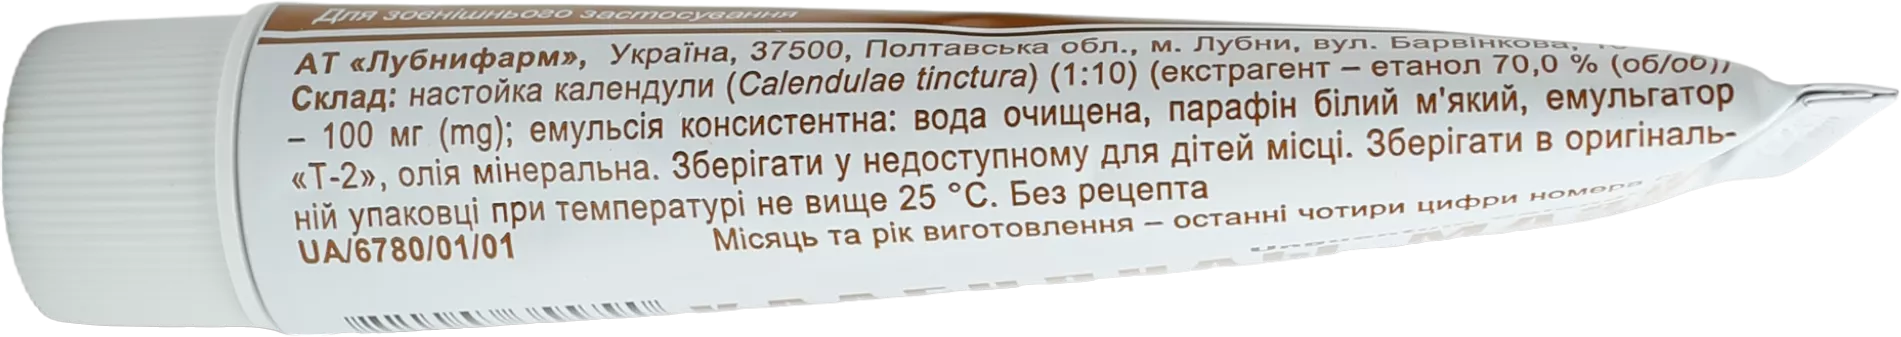 Для зовнішнього застосування
АТ «Лубнифарм», Україна, 37500, Полтавська обл., м. Лубни, вул. Барвінкова,
Склад: настойка календули (Calendulae tinctura) (1:10) (екстрагент – етанол 70,0 % (об/об))
– 100 мг (mg); емульсія консистентна: вода очищена, парафін білий м'який, емульгатор
«Т-2», олія мінеральна. Зберігати у недоступному для дітей місці. Зберігати в оригіналь-
ній упаковці при температурі не вище 25 °С. Без рецепта
UA/6780/01/01
Місяць та рік виготовлення – останні чотири цифри номера